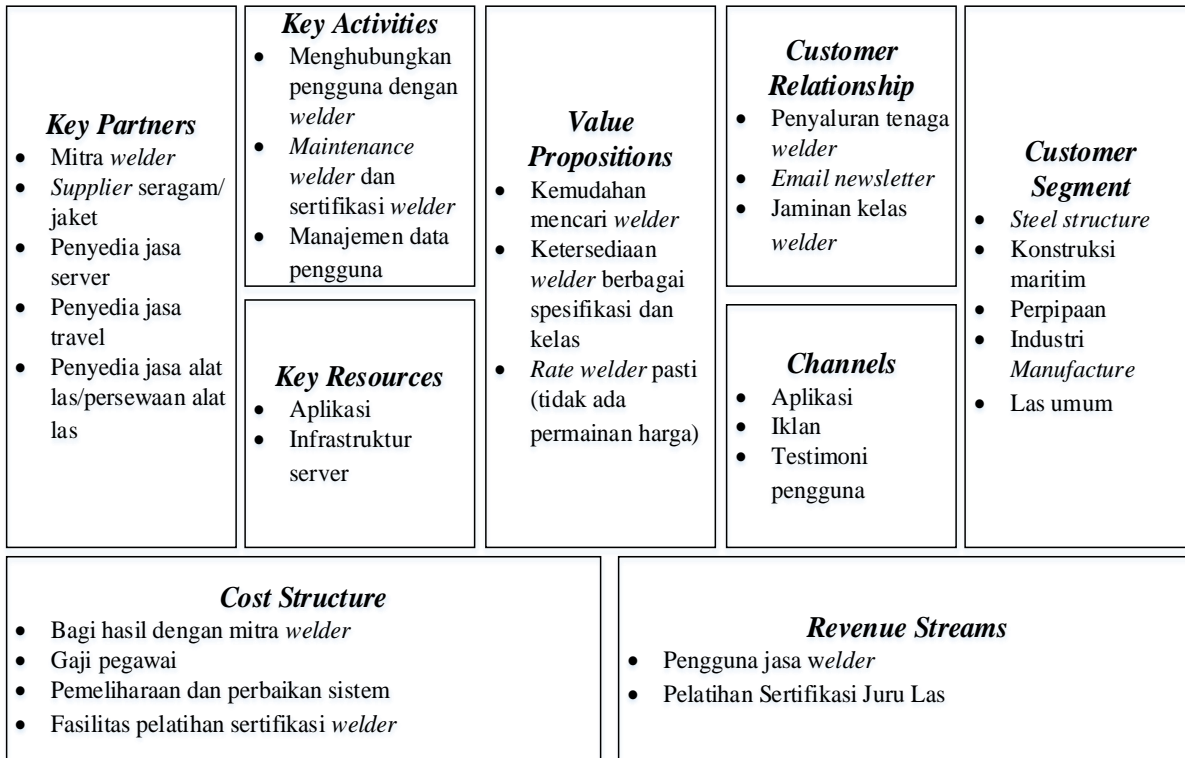 Key Partners
• Mitra welder
• Supplier seragam/
jaket
• Penyedia jasa
server
• Penyedia jasa
travel
• Penyedia jasa alat
las/persewaan alat
las
Key Activities
• Menghubungkan
pengguna dengan
welder
• Maintenance
welder dan
sertifikasi welder
• Manajemen data
pengguna
Key Resources
• Aplikasi
• Infrastruktur
server
Value
Propositions
• Kemudahan
mencari welder
• Ketersediaan
welder berbagai
spesifikasi dan
kelas
• Rate welder pasti
(tidak ada
permainan harga)
Customer
Relationship
• Penyaluran tenaga
welder
• Email newsletter
• Jaminan kelas
welder
Channels
• Aplikasi
• Iklan
• Testimoni
pengguna
Customer
Segment
• Steel structure
• Konstruksi
maritim
• Perpipaan
• Industri
Manufacture
• Las umum
Cost Structure
• Bagi hasil dengan mitra welder
• Gaji pegawai
• Pemeliharaan dan perbaikan sistem
• Fasilitas pelatihan sertifikasi welder
Revenue Streams
• Pengguna jasa welder
• Pelatihan Sertifikasi Juru Las